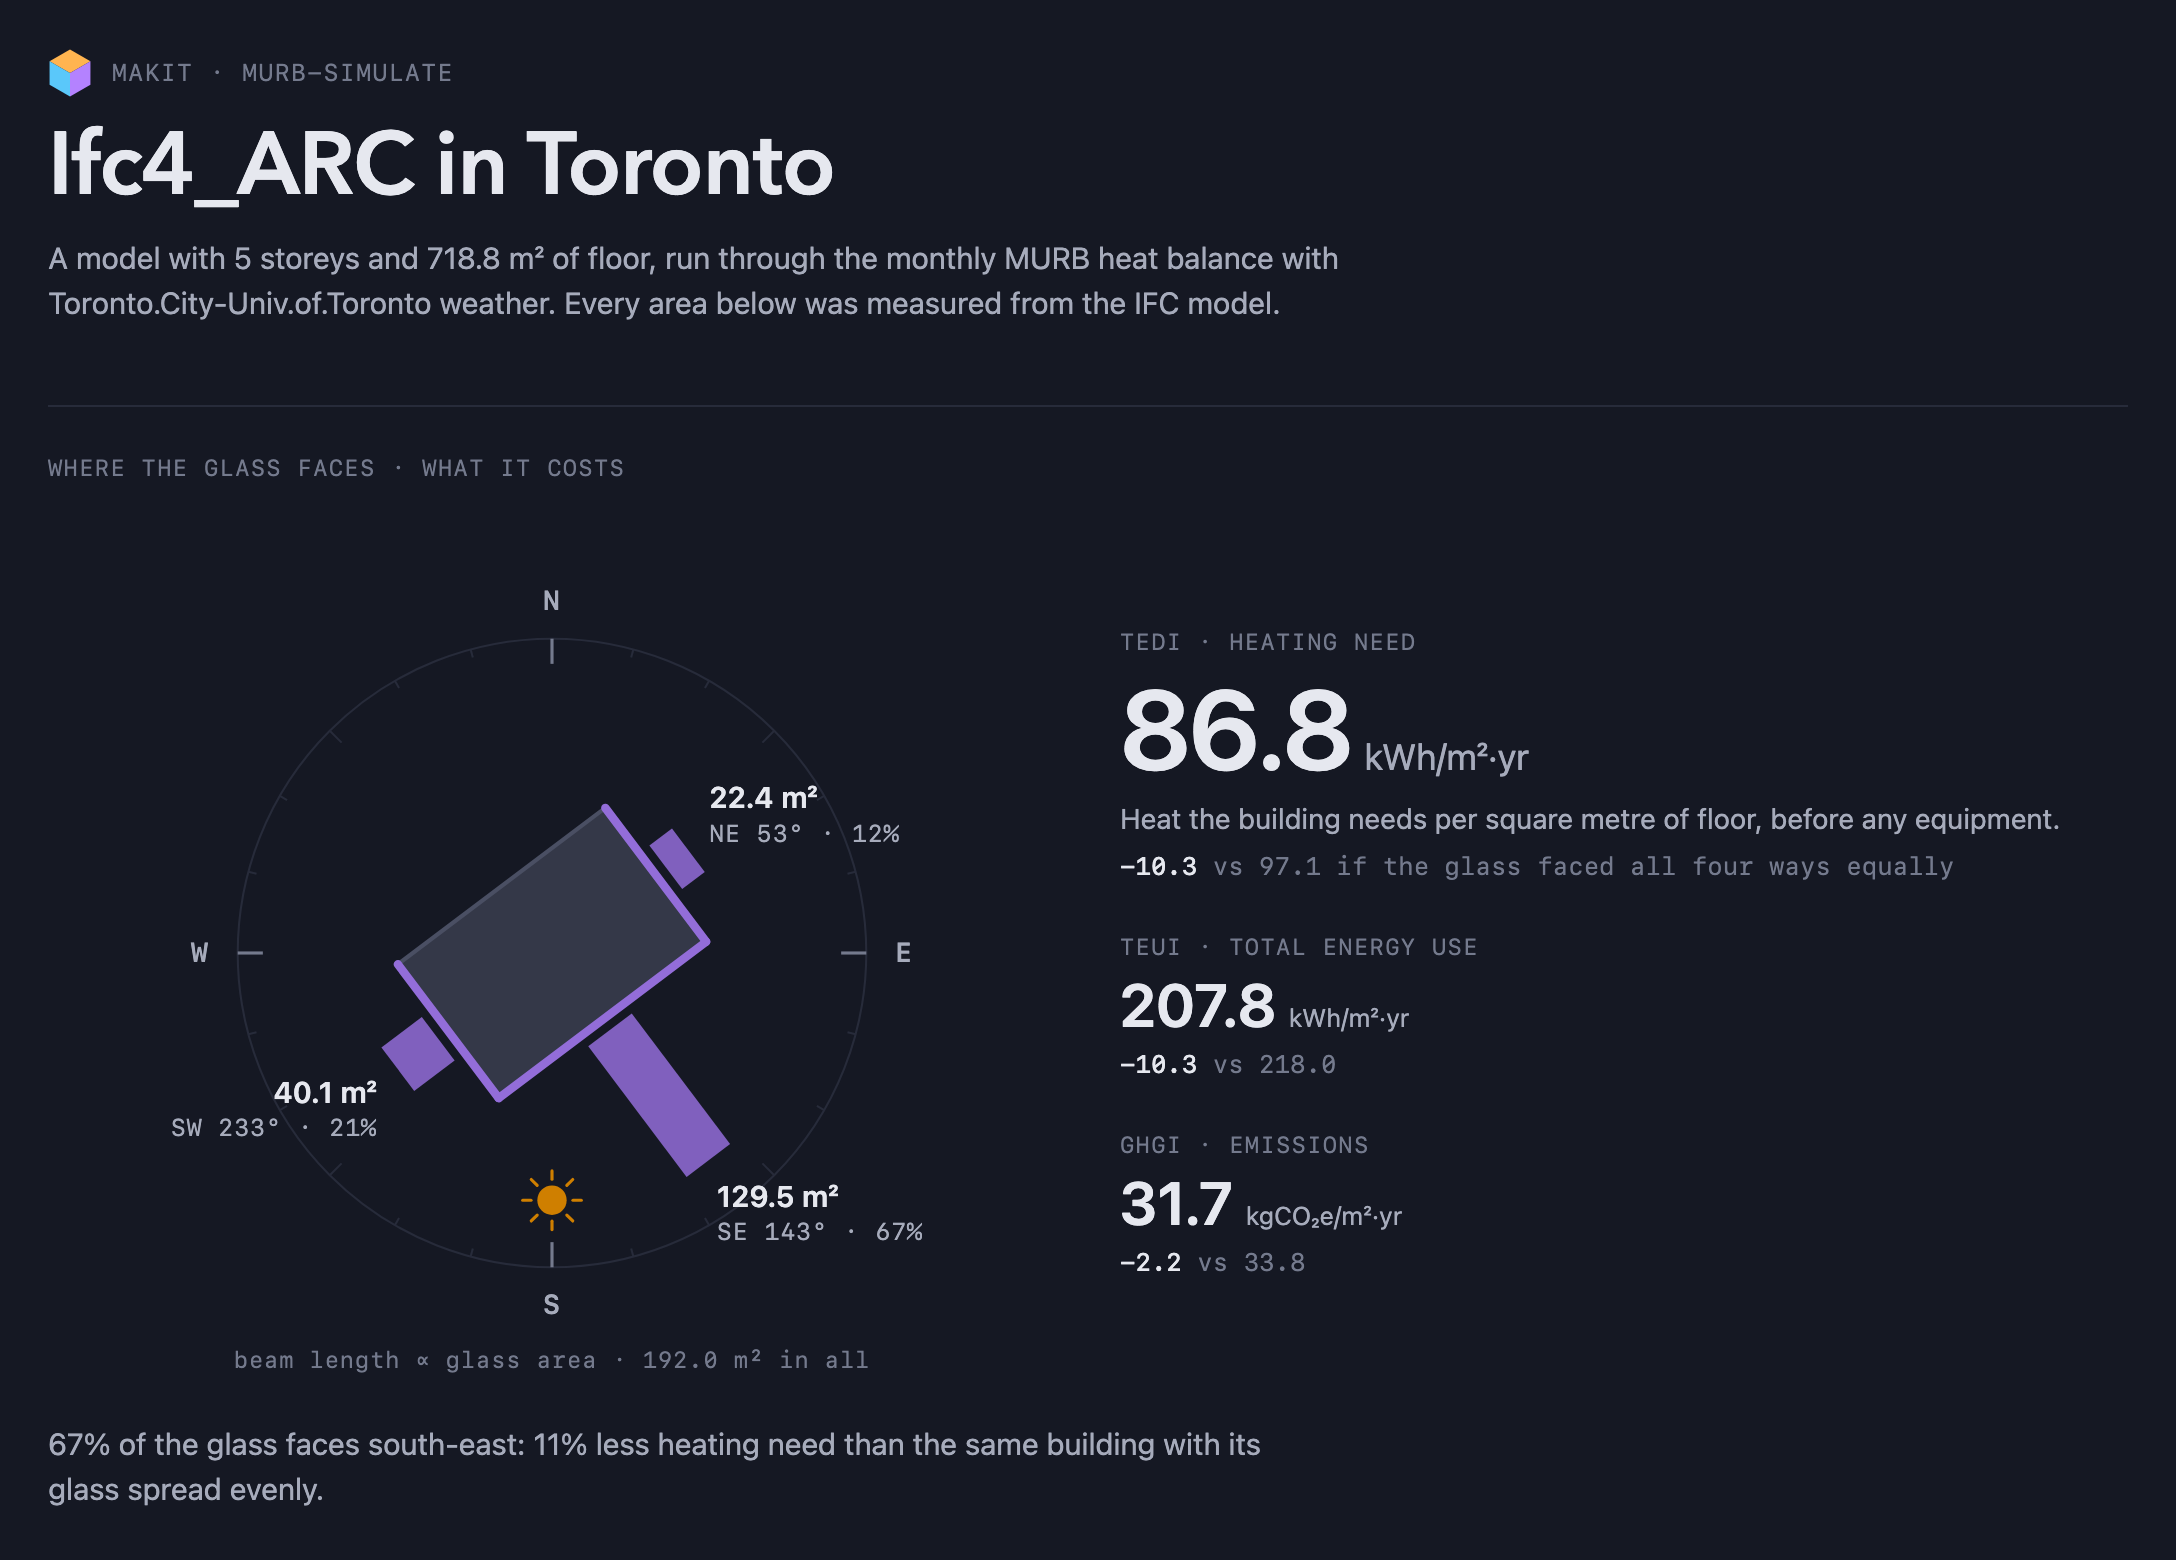 MAKIT · MURB–SIMULATE
Ifc4_ARC in Toronto
A model with 5 storeys and 718.8 m² of floor, run through the monthly MURB heat balance with
Toronto.City-Univ.of.Toronto weather. Every area below was measured from the IFC model.
WHERE THE GLASS FACES · WHAT IT COSTS
N
22.4 m²
NE 53° · 12%
W
E
40.1 m²
SW 233° · 21%
129.5 m²
SE 143° · 67%
S
beam length ∝ glass area · 192.0 m² in all
TEDI · HEATING NEED
86.8 kWh/m²·yr
Heat the building needs per square metre of floor, before any equipment.
−10.3 vs 97.1 if the glass faced all four ways equally
TEUI · TOTAL ENERGY USE
207.8 kWh/m²·yr
−10.3 vs 218.0
GHGI · EMISSIONS
31.7 kgCO₂e/m²·yr
−2.2 vs 33.8
67% of the glass faces south-east: 11% less heating need than the same building with its
glass spread evenly.